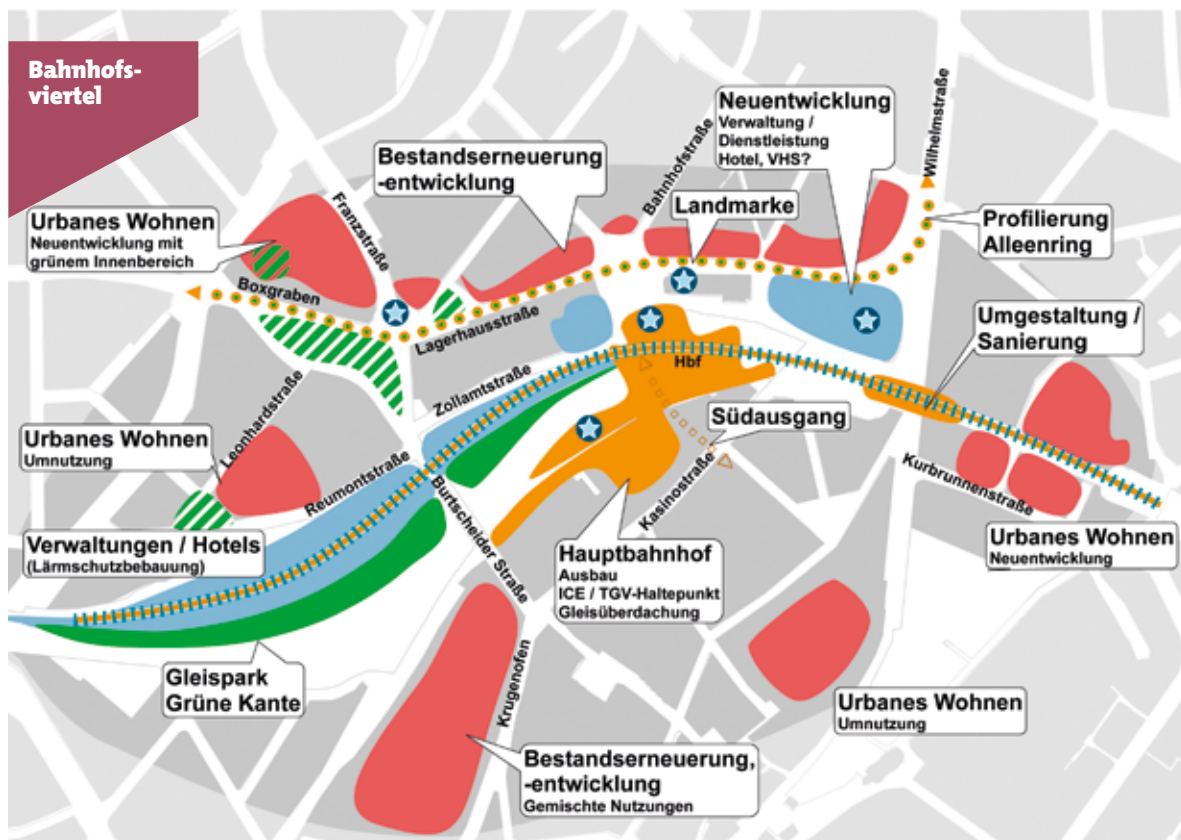 Bahnhofs-
viertel
Neuentwicklung
Verwaltung /
Dienstleistung
Hotel, VHS?
Wilhelmstraße
Bestandserneuerung
-entwicklung
Bahnhofstraße
Landmarke
Profilierung
Alleenring
Urbanes Wohnen
Neuentwicklung mit
grünem Innenbereich
Franzstraße
Boxgraben
Lagerhausstraße
Umgestaltung /
Sanierung
Hbf
Zollamtstraße
Südausgang
Leonhardstraße
Urbanes Wohnen
Umnutzung
Reumontstraße
Kasinostraße
Kurbrunnenstraße
Burtscheider Straße
Verwaltungen / Hotels
(Lärmschutzbebauung)
Hauptbahnhof
Ausbau
ICE / TGV-Haltepunkt
Gleisüberdachung
Urbanes Wohnen
Neuentwicklung
Gleispark
Grüne Kante
Krugenofen
Urbanes Wohnen
Umnutzung
Bestandserneuerung,
-entwicklung
Gemischte Nutzungen